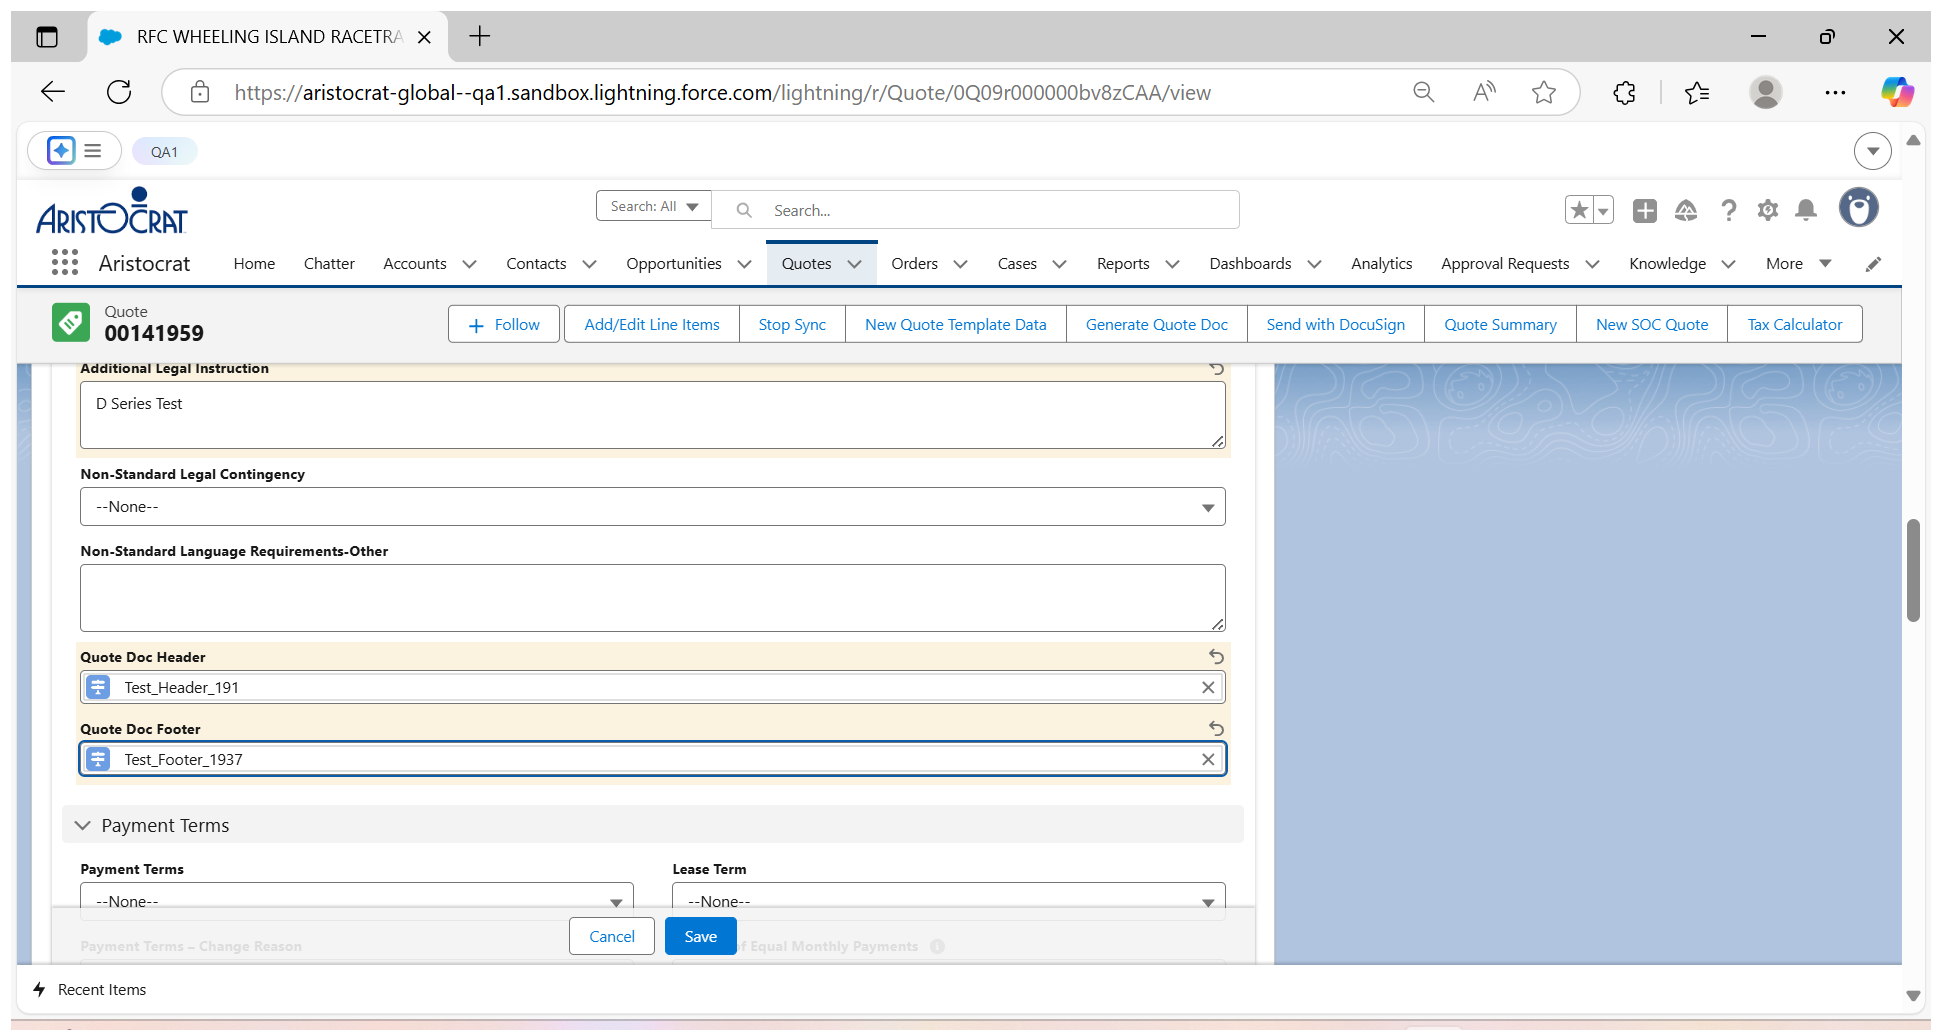 RFC WHEELING ISLAND RACETRA
https://aristocrat-global--qa1.sandbox.lightning.force.com/lightning/r/Quote/0Q09r000000bv8zCAA/view
QA1
ARISTOCRAT
Search: All
Search...
Aristocrat
Home
Chatter
Accounts
Contacts
Opportunities
Quotes
Orders
Cases
Reports
Dashboards
Analytics
Approval Requests
Knowledge
More
Quote
00141959
Follow
Add/Edit Line Items
Stop Sync
New Quote Template Data
Generate Quote Doc
Send with DocuSign
Quote Summary
New SOC Quote
Tax Calculator
Additional Legal Instruction
D Series Test
Non-Standard Legal Contingency
--None--
Non-Standard Language Requirements-Other
Quote Doc Header
Test_Header_191
Quote Doc Footer
Test_Footer_1937
Payment Terms
Payment Terms
--None--
Lease Term
--None--
Cancel
Save
Payment Terms – Change Reason
of Equal Monthly Payments
Recent Items